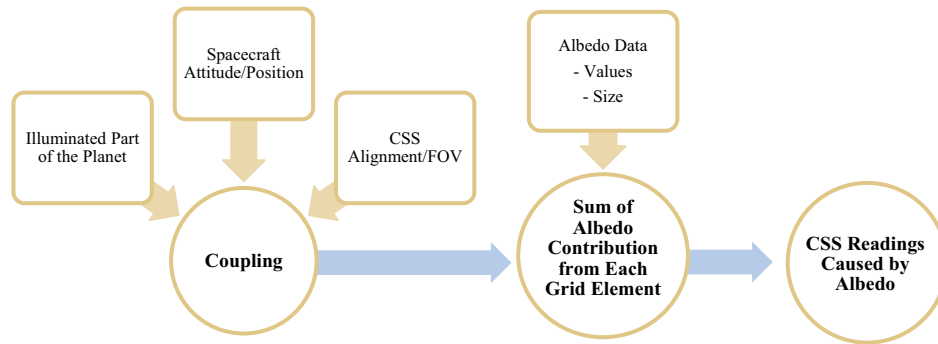 Spacecraft
Attitude/Position
Illuminated Part
of the Planet
CSS
Alignment/FOV
Albedo Data
- Values
- Size
Coupling
Sum of
Albedo
Contribution
from Each
Grid Element
CSS Readings
Caused by
Albedo